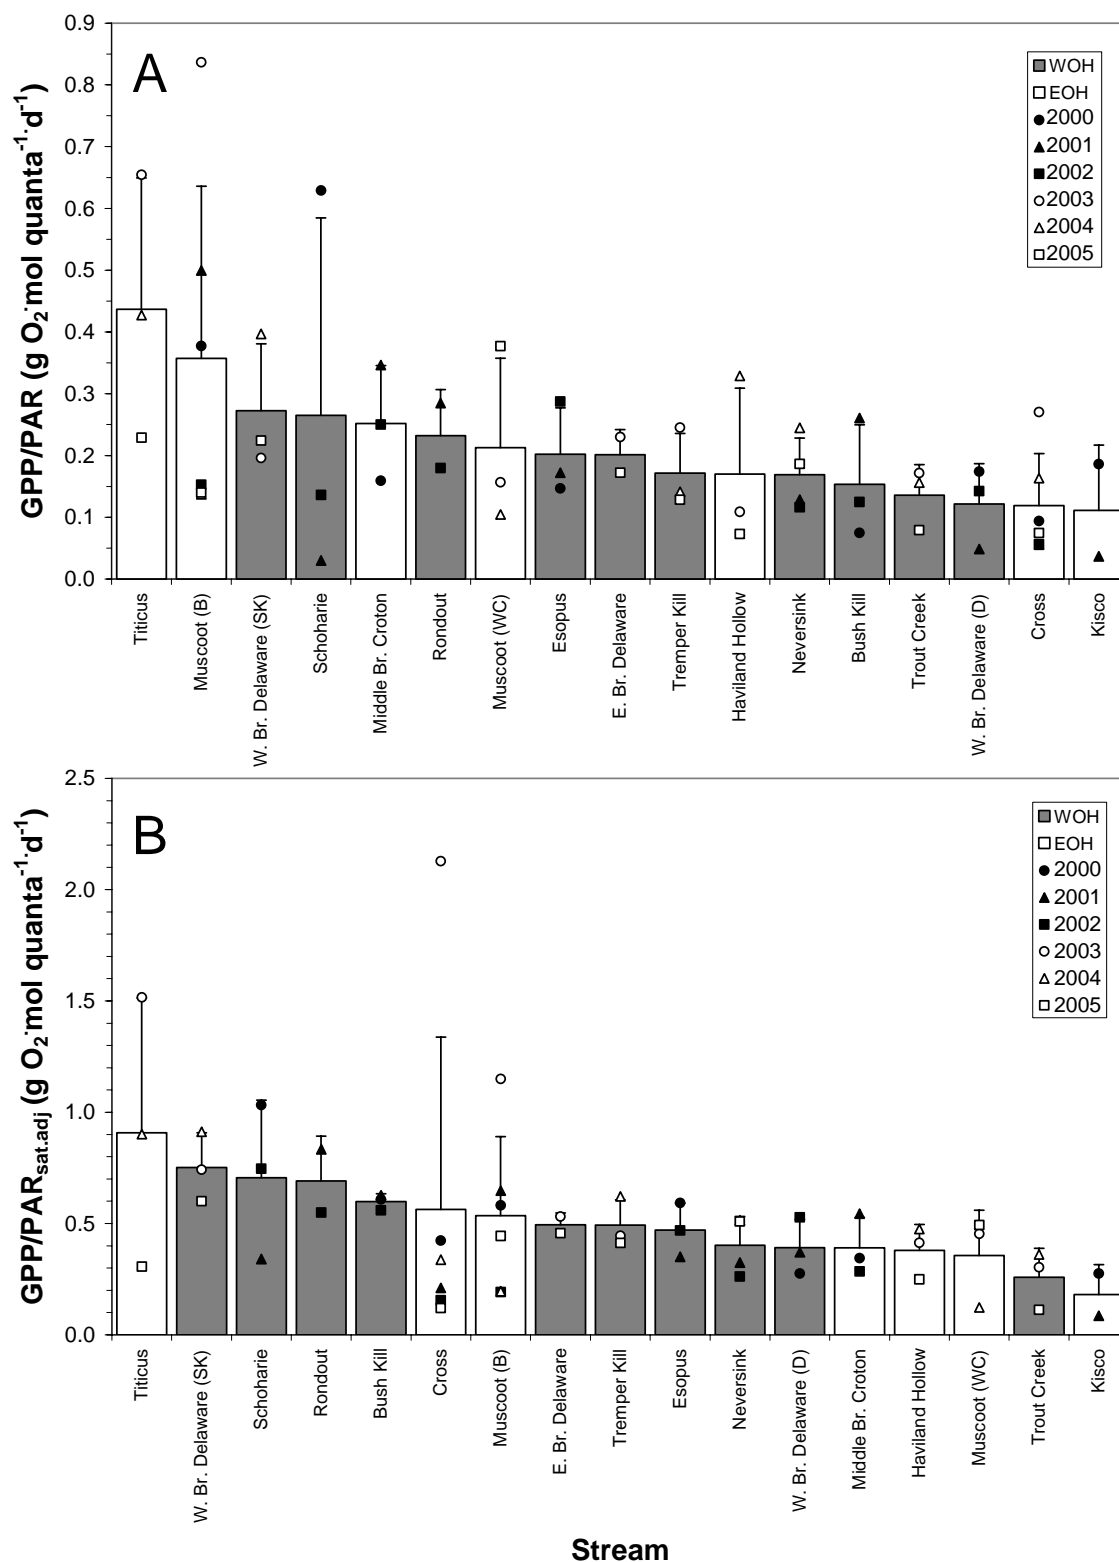 A
GPP/PAR (g O2·mol quanta-1·d-1)
0.9
0.8
0.7
0.6
0.5
0.4
0.3
0.2
0.1
0.0
WOH
EOH
2000
2001
2002
2003
2004
2005
Titicus
Muscoot (B)
W. Br. Delaware (SK)
Schoharie
Middle Br. Croton
Rondout
Muscoot (WC)
Esopus
E. Br. Delaware
Tremper Kill
Haviland Hollow
Neversink
Bush Kill
Trout Creek
W. Br. Delaware (D)
Cross
Kisco
B
GPP/PARsat.adj (g O2·mol quanta-1·d-1)
2.5
2.0
1.5
1.0
0.5
0.0
WOH
EOH
2000
2001
2002
2003
2004
2005
Titicus
W. Br. Delaware (SK)
Schoharie
Rondout
Bush Kill
Cross
Muscoot (B)
E. Br. Delaware
Tremper Kill
Esopus
Neversink
W. Br. Delaware (D)
Middle Br. Croton
Haviland Hollow
Muscoot (WC)
Trout Creek
Kisco
Stream